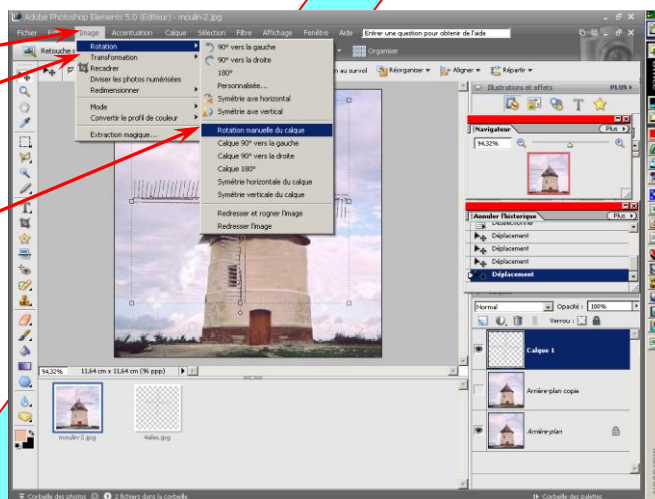 Adobe Photoshop Elements 5.0 (Editeur) - moulin-2.jpg
Fichier Image Accentuation Calque Sélection Filtre Affichage Fenêtre Aide Entrer une question pour obtenir de l'aide
Retouche Organiser
au survol Réorganiser Aligner Répartir
Rotation
Transformation
Recadrer
Diviser les photos numérisées
Redimensionner
Mode
Convertir le profil de couleur
Extraction magique...
90° vers la gauche
90° vers la droite
180°
Personnalisée...
Symétrie axe horizontal
Symétrie axe vertical
Rotation manuelle du calque
Calque 90° vers la gauche
Calque 90° vers la droite
Calque 180°
Symétrie horizontale du calque
Symétrie verticale du calque
Redresser et rogner l'image
Redresser l'image
Illustrations et effets PLUS
Navigateur Plus
94,32%
Annuler l'historique Plus
Désélectionner
Déplacement
Déplacement
Déplacement
Déplacement
Normal Opacité : 100%
Verrou :
Calque 1
Arrière-plan copie
Arrière-plan
94,32% 11,64 cm x 11,64 cm (96 ppp)
moulin-2.jpg 4ailes.jpg
Corbeille des photos 2 fichiers dans la corbeille Corbeille des palettes